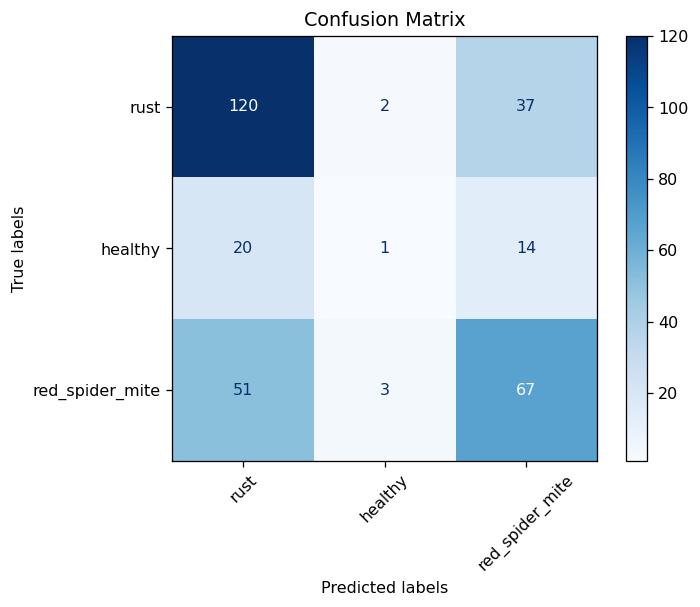 Confusion Matrix
True labels
rust
120
2
37
healthy
20
1
14
red_spider_mite
51
3
67
rust
healthy
red_spider_mite
Predicted labels
120
100
80
60
40
20